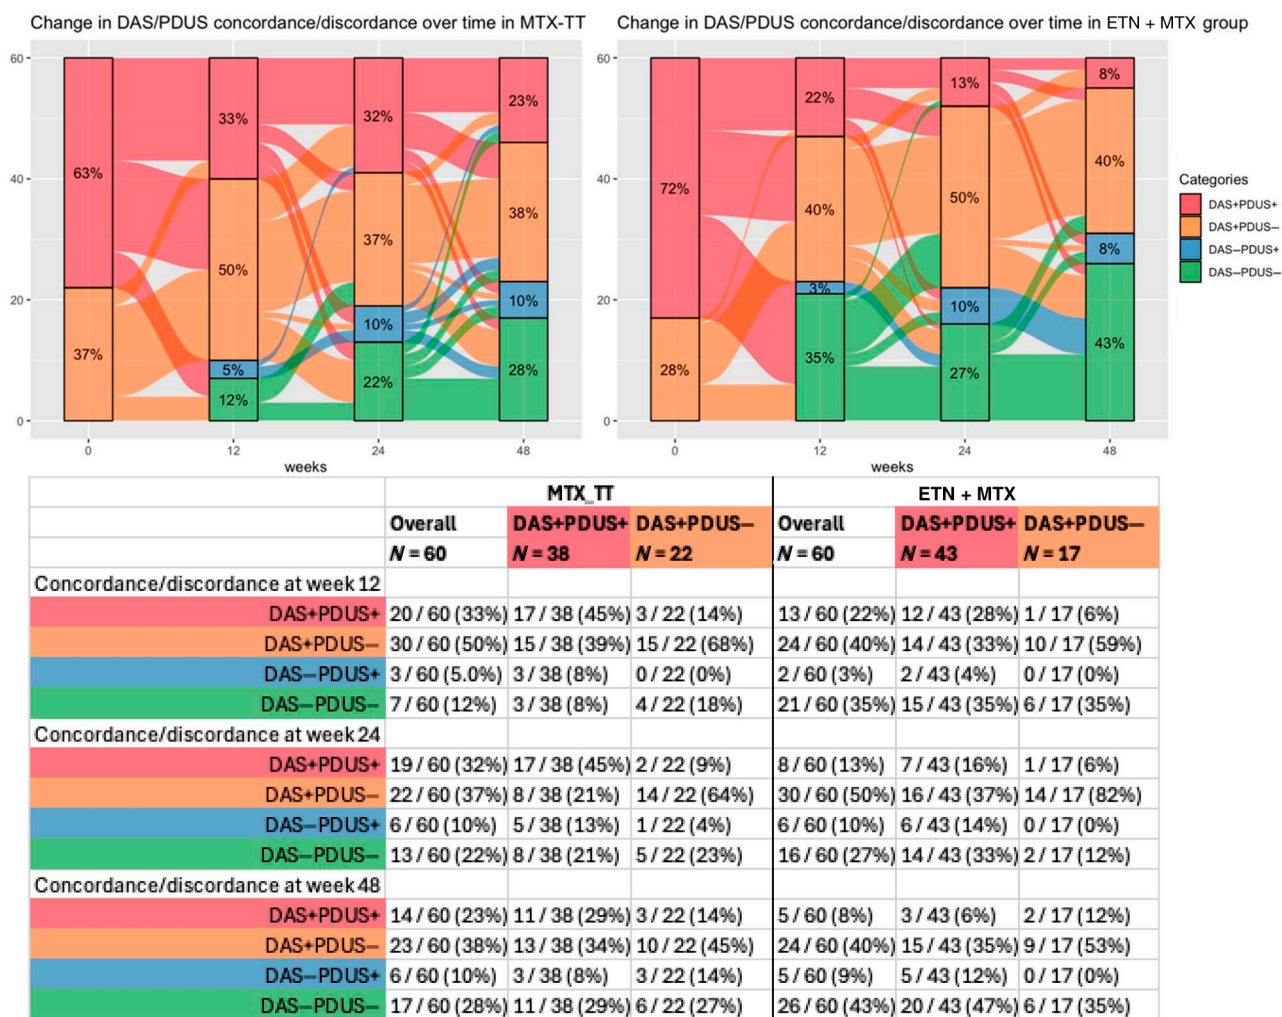 Change in DAS/PDUS concordance/discordance over time in MTX-TT
60
40
20
0
63%
37%
33%
50%
5%
12%
32%
37%
10%
22%
23%
38%
10%
28%
0 12 24 48
weeks
Change in DAS/PDUS concordance/discordance over time in ETN + MTX group
60
40
20
0
72%
28%
22%
40%
3%
35%
13%
50%
10%
27%
8%
40%
8%
43%
0 12 24 48
weeks
Categories
DAS+PDUS+
DAS+PDUS–
DAS–PDUS+
DAS–PDUS–
MTX_TT ETN + MTX
Overall DAS+PDUS+ DAS+PDUS– Overall DAS+PDUS+ DAS+PDUS–
N = 60 N = 38 N = 22 N = 60 N = 43 N = 17
Concordance/discordance at week 12
DAS+PDUS+ 20 / 60 (33%) 17 / 38 (45%) 3 / 22 (14%) 13 / 60 (22%) 12 / 43 (28%) 1 / 17 (6%)
DAS+PDUS– 30 / 60 (50%) 15 / 38 (39%) 15 / 22 (68%) 24 / 60 (40%) 14 / 43 (33%) 10 / 17 (59%)
DAS–PDUS+ 3 / 60 (5.0%) 3 / 38 (8%) 0 / 22 (0%) 2 / 60 (3%) 2 / 43 (4%) 0 / 17 (0%)
DAS–PDUS– 7 / 60 (12%) 3 / 38 (8%) 4 / 22 (18%) 21 / 60 (35%) 15 / 43 (35%) 6 / 17 (35%)
Concordance/discordance at week 24
DAS+PDUS+ 19 / 60 (32%) 17 / 38 (45%) 2 / 22 (9%) 8 / 60 (13%) 7 / 43 (16%) 1 / 17 (6%)
DAS+PDUS– 22 / 60 (37%) 8 / 38 (21%) 14 / 22 (64%) 30 / 60 (50%) 16 / 43 (37%) 14 / 17 (82%)
DAS–PDUS+ 6 / 60 (10%) 5 / 38 (13%) 1 / 22 (4%) 6 / 60 (10%) 6 / 43 (14%) 0 / 17 (0%)
DAS–PDUS– 13 / 60 (22%) 8 / 38 (21%) 5 / 22 (23%) 16 / 60 (27%) 14 / 43 (33%) 2 / 17 (12%)
Concordance/discordance at week 48
DAS+PDUS+ 14 / 60 (23%) 11 / 38 (29%) 3 / 22 (14%) 5 / 60 (8%) 3 / 43 (6%) 2 / 17 (12%)
DAS+PDUS– 23 / 60 (38%) 13 / 38 (34%) 10 / 22 (45%) 24 / 60 (40%) 15 / 43 (35%) 9 / 17 (53%)
DAS–PDUS+ 6 / 60 (10%) 3 / 38 (8%) 3 / 22 (14%) 5 / 60 (9%) 5 / 43 (12%) 0 / 17 (0%)
DAS–PDUS– 17 / 60 (28%) 11 / 38 (29%) 6 / 22 (27%) 26 / 60 (43%) 20 / 43 (47%) 6 / 17 (35%)